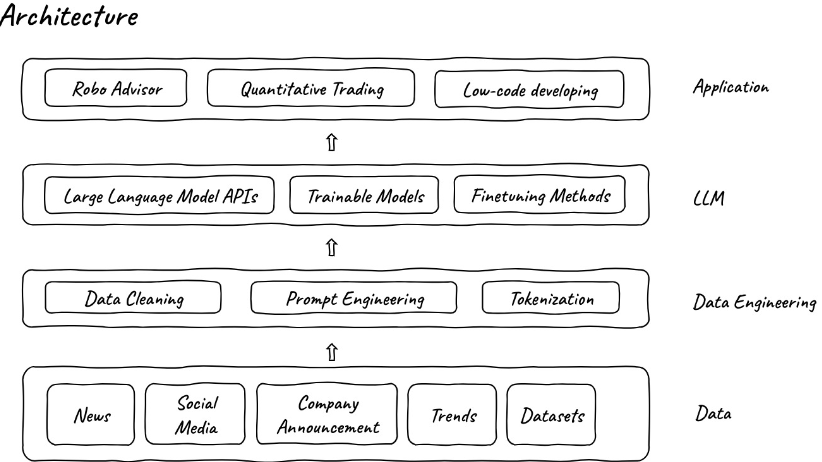 Architecture
Robo Advisor
Quantitative Trading
Low-code developing
Application
Large Language Model APIs
Trainable Models
Finetuning Methods
LLM
Data Cleaning
Prompt Engineering
Tokenization
Data Engineering
News
Social
Media
Company
Announcement
Trends
Datasets
Data